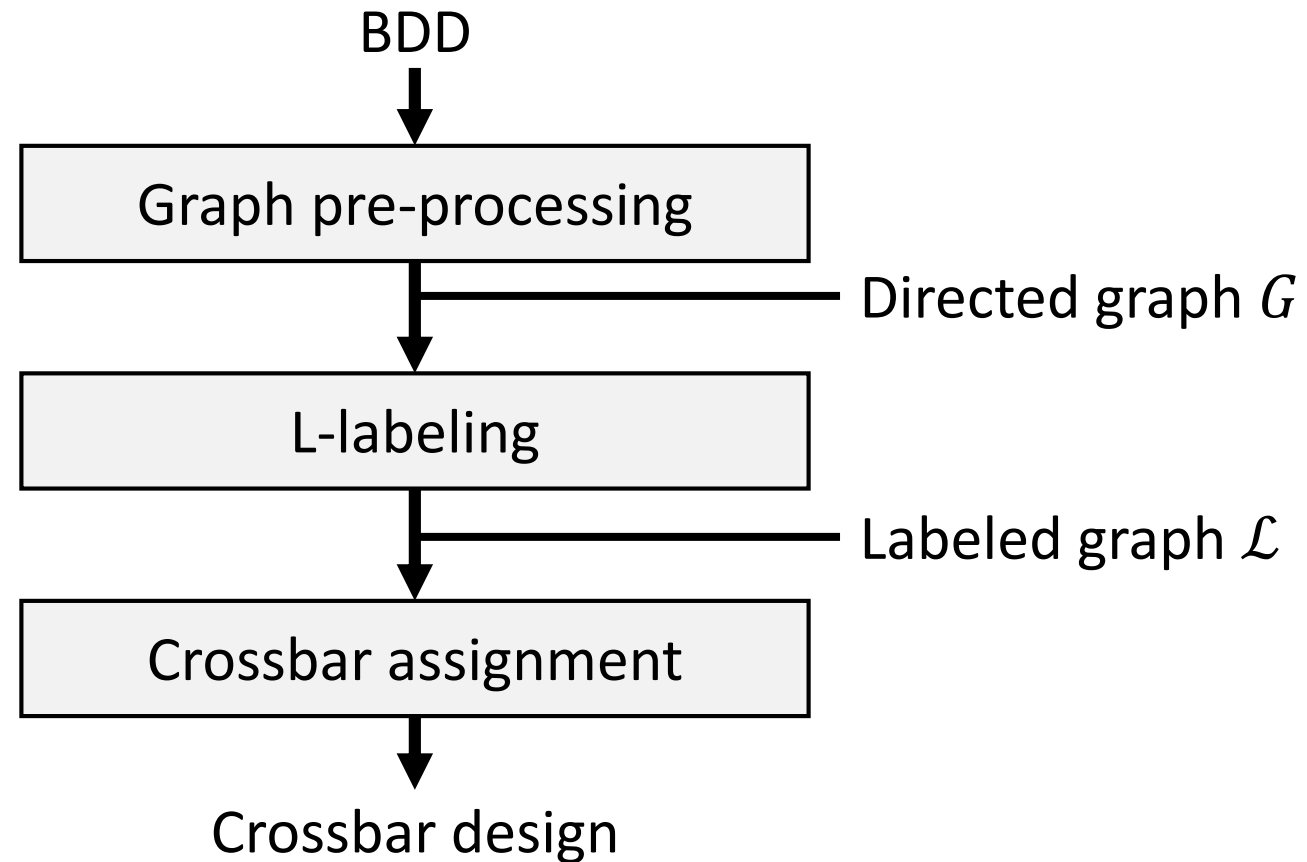 BDD
Graph pre-processing
Directed graph G
L-labeling
Labeled graph ℒ
Crossbar assignment
Crossbar design